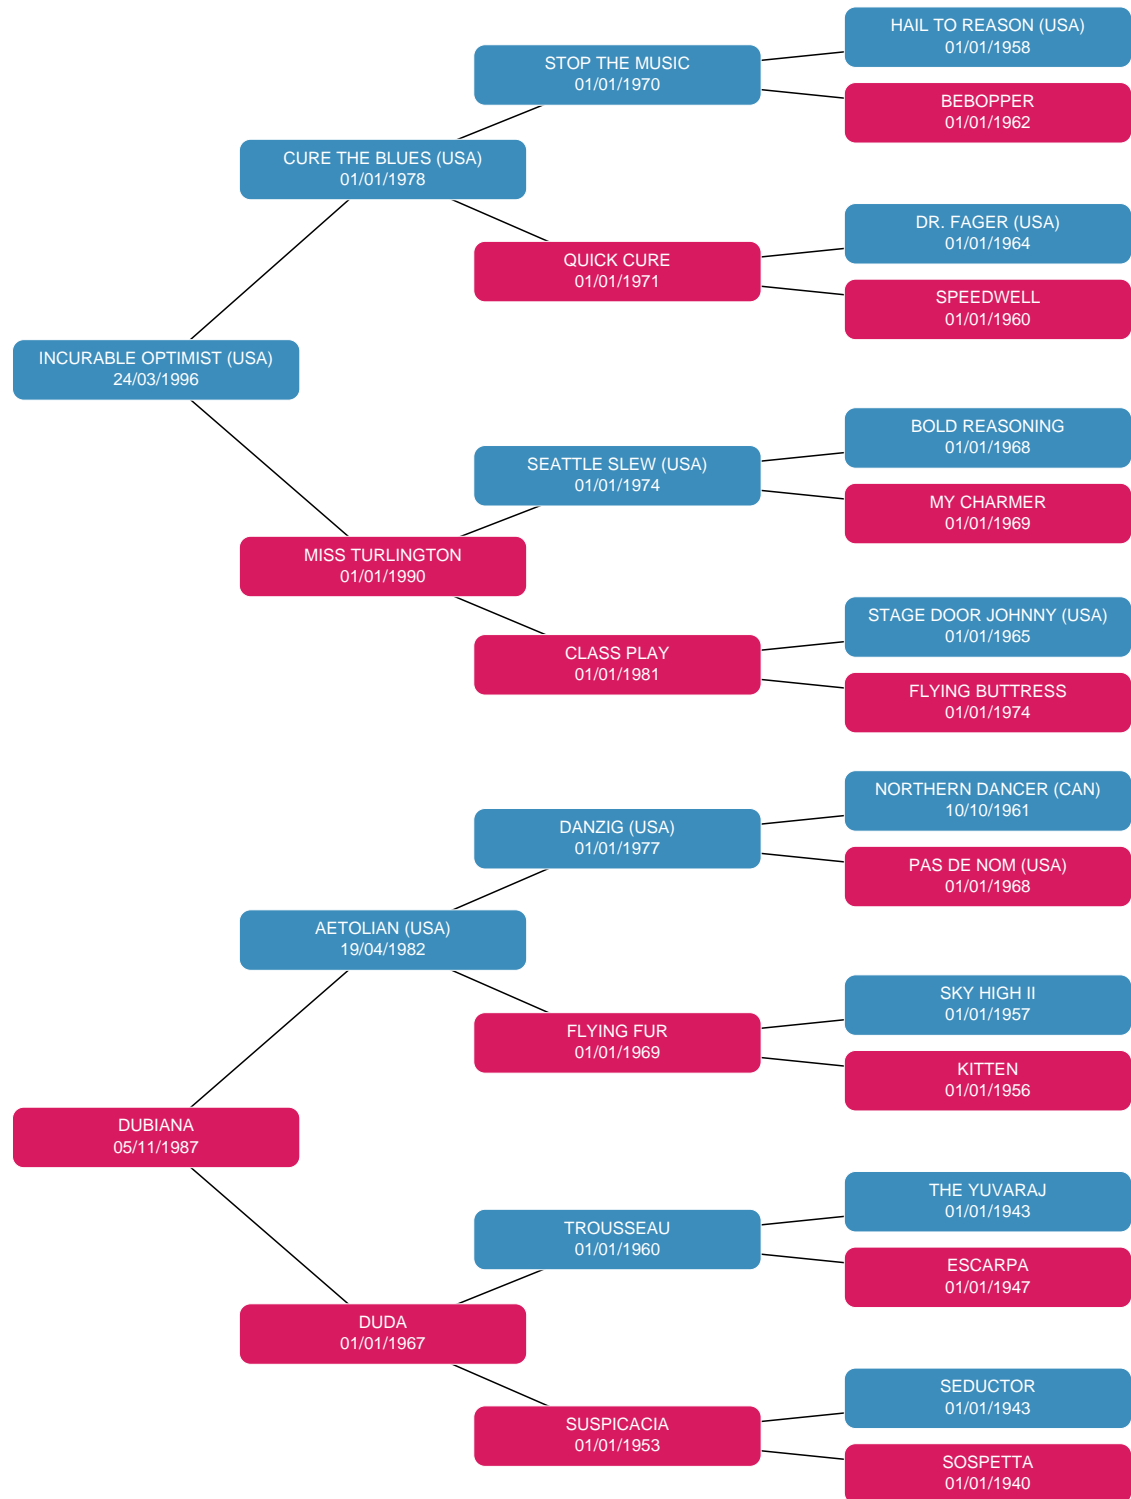 HAIL TO REASON (USA)
01/01/1958
STOP THE MUSIC
01/01/1970
BEBOPPER
01/01/1962
CURE THE BLUES (USA)
01/01/1978
DR. FAGER (USA)
01/01/1964
QUICK CURE
01/01/1971
SPEEDWELL
01/01/1960
INCURABLE OPTIMIST (USA)
24/03/1996
BOLD REASONING
01/01/1968
SEATTLE SLEW (USA)
01/01/1974
MY CHARMER
01/01/1969
MISS TURLINGTON
01/01/1990
STAGE DOOR JOHNNY (USA)
01/01/1965
CLASS PLAY
01/01/1981
FLYING BUTTRESS
01/01/1974
NORTHERN DANCER (CAN)
10/10/1961
DANZIG (USA)
01/01/1977
PAS DE NOM (USA)
01/01/1968
AETOLIAN (USA)
19/04/1982
SKY HIGH II
01/01/1957
FLYING FUR
01/01/1969
KITTEN
01/01/1956
DUBIANA
05/11/1987
THE YUVARAJ
01/01/1943
TROUSSEAU
01/01/1960
ESCARPA
01/01/1947
DUDA
01/01/1967
SEDUCTOR
01/01/1943
SUSPICACIA
01/01/1953
SOSPETTA
01/01/1940